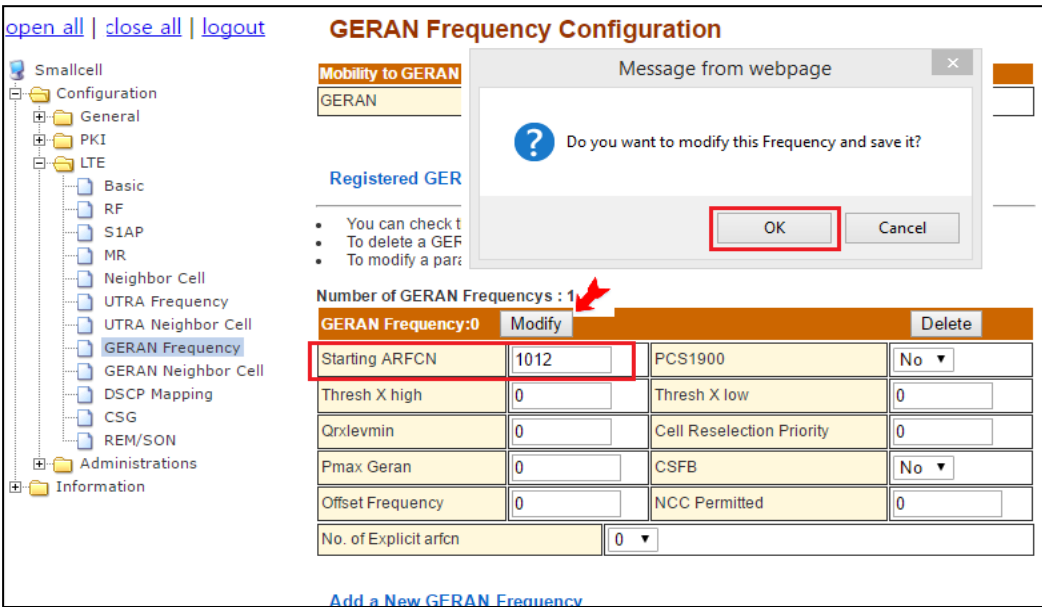 open all | close all | logout
Smallcell
Configuration
General
PKI
LTE
Basic
RF
S1AP
MR
Neighbor Cell
UTRA Frequency
UTRA Neighbor Cell
GERAN Frequency
GERAN Neighbor Cell
DSCP Mapping
CSG
REM/SON
Administrations
Information
GERAN Frequency Configuration
Mobility to GERAN
GERAN
Message from webpage
Do you want to modify this Frequency and save it?
OK Cancel
Registered GER
You can check t
To delete a GER
To modify a para
Number of GERAN Frequencys : 1
GERAN Frequency:0 Modify Delete
Starting ARFCN 1012 PCS1900 No
Thresh X high 0 Thresh X low 0
Qrxlevmin 0 Cell Reselection Priority 0
Pmax Geran 0 CSFB No
Offset Frequency 0 NCC Permitted 0
No. of Explicit arfcn 0
Add a New GERAN Frequency